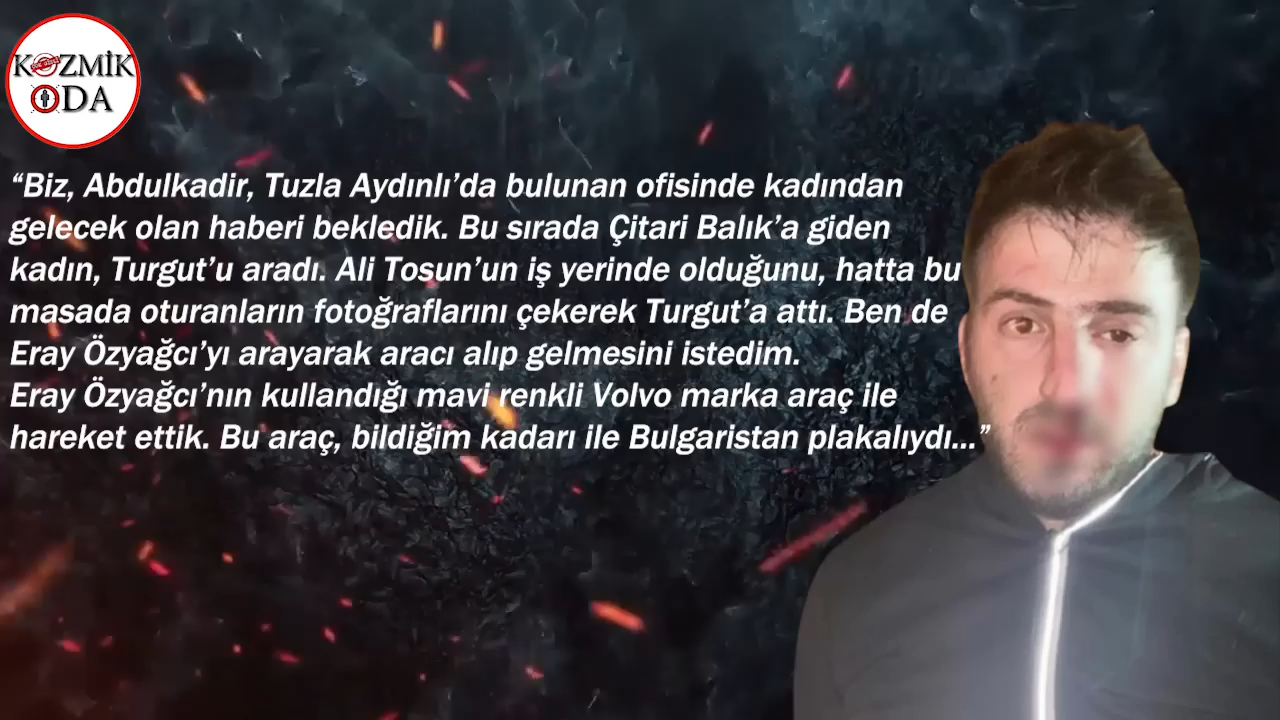 KOZMİK
ODA
“Biz, Abdulkadir, Tuzla Aydınlı’da bulunan ofisinde kadından
gelecek olan haberi bekledik. Bu sırada Çitari Balık’a giden
kadın, Turgut’u aradı. Ali Tosun’un iş yerinde olduğunu, hatta bu
masada oturanların fotoğraflarını çekerek Turgut’a attı. Ben de
Eray Özyağcı’yı arayarak aracı alıp gelmesini istedim.
Eray Özyağcı’nın kullandığı mavi renkli Volvo marka araç ile
hareket ettik. Bu araç, bildiğim kadarı ile Bulgaristan plakalıydı...”